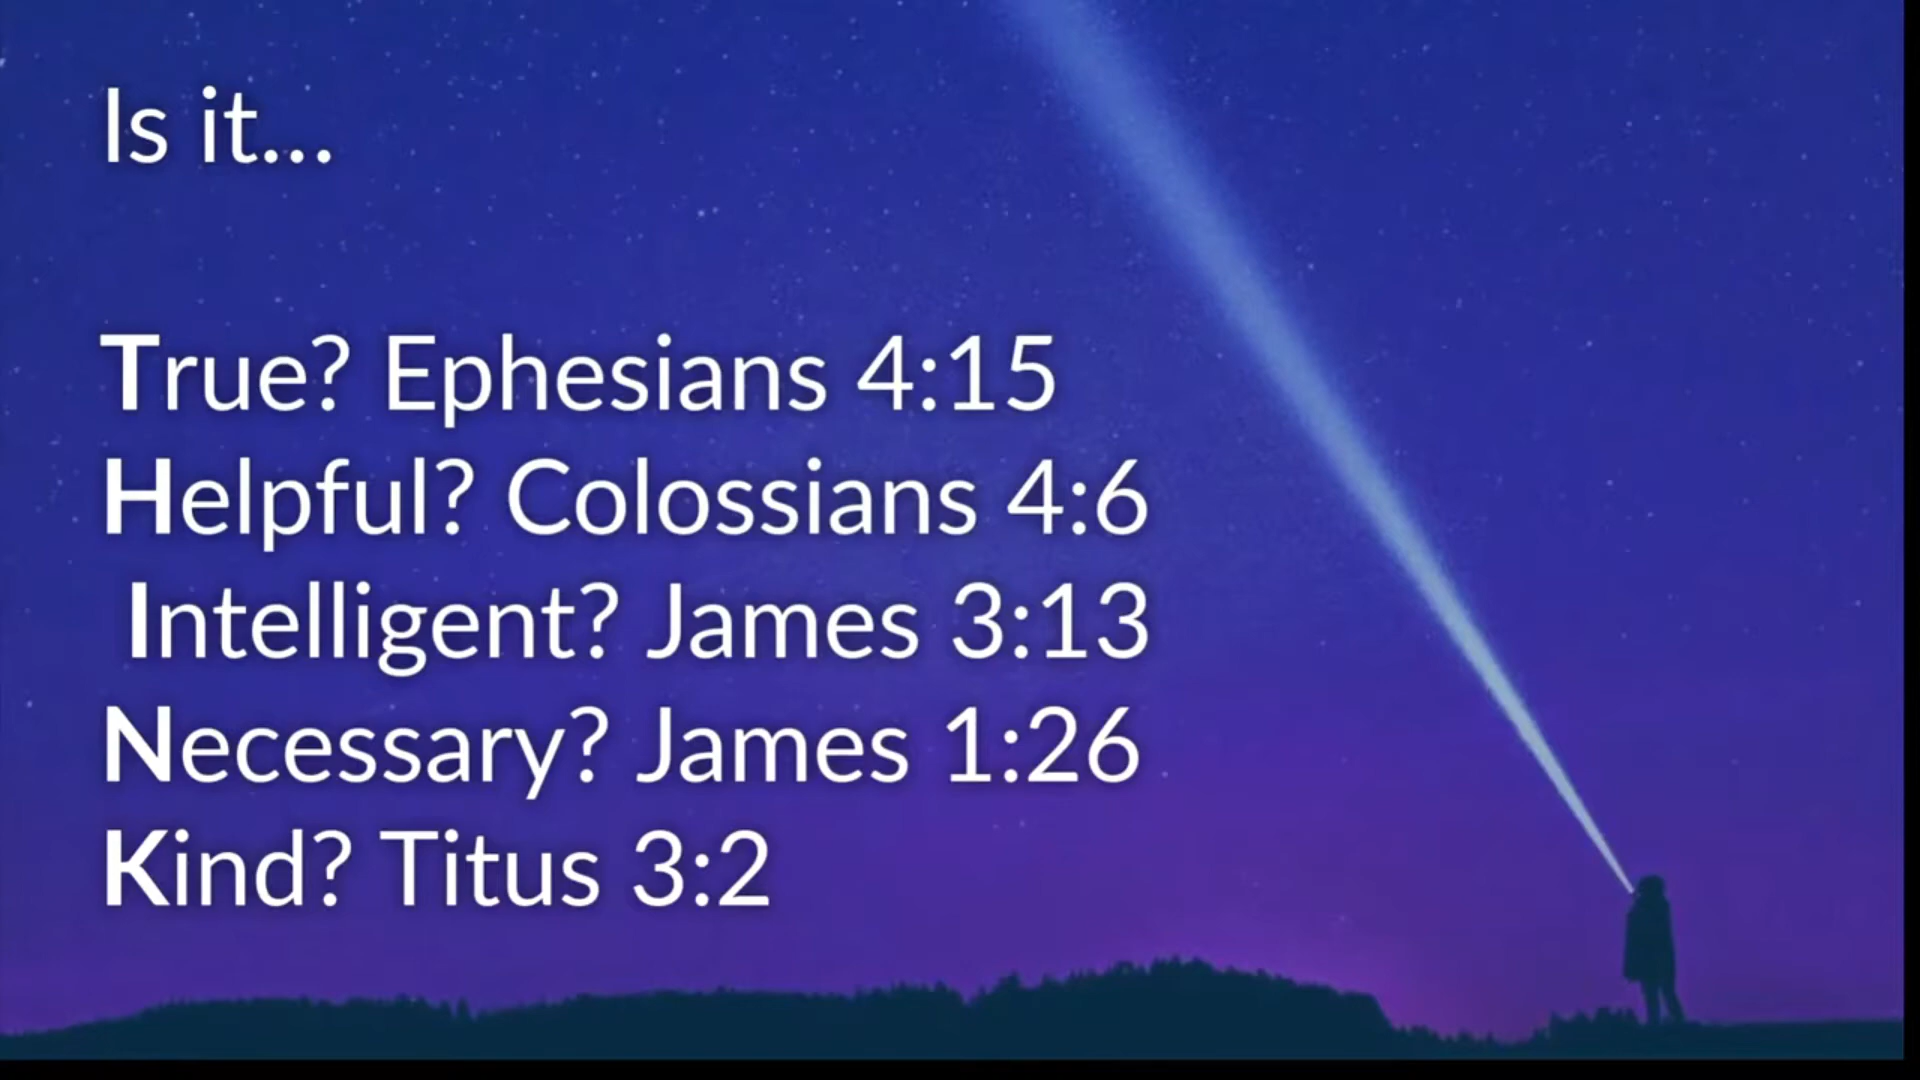 Is it...
True? Ephesians 4:15
Helpful? Colossians 4:6
Intelligent? James 3:13
Necessary? James 1:26
Kind? Titus 3:2